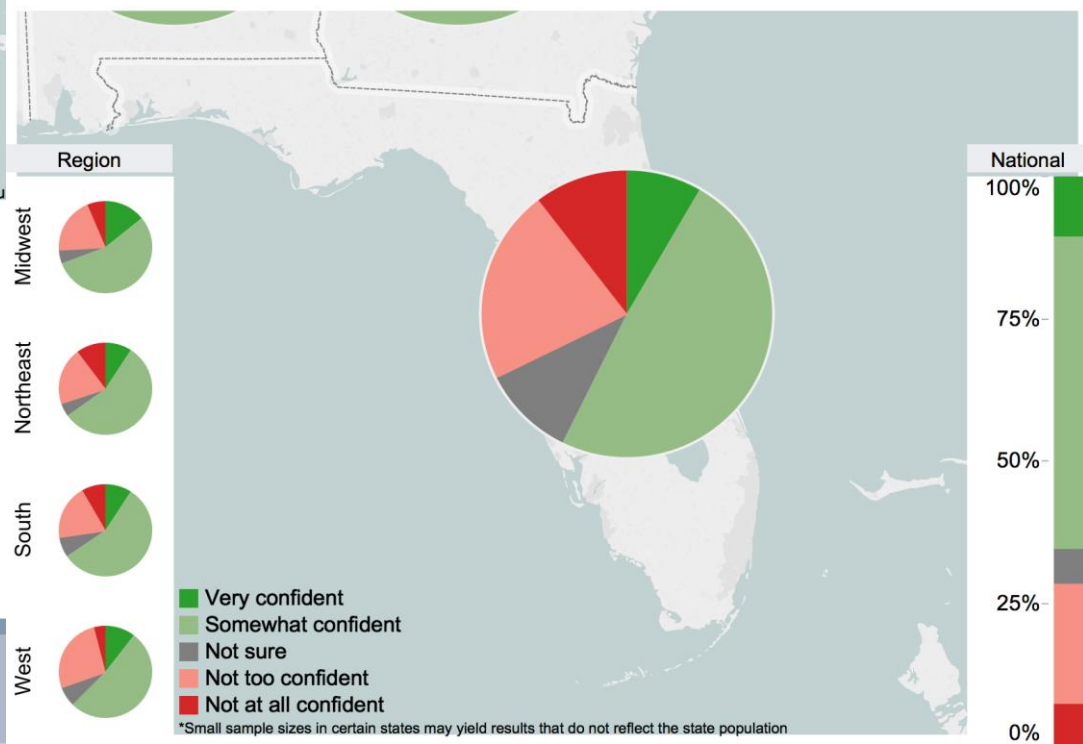 Region
National
Midwest
Northeast
South
West
Very confident
Somewhat confident
Not sure
Not too confident
Not at all confident
*Small sample sizes in certain states may yield results that do not reflect the state population
100%
75%
50%
25%
0%